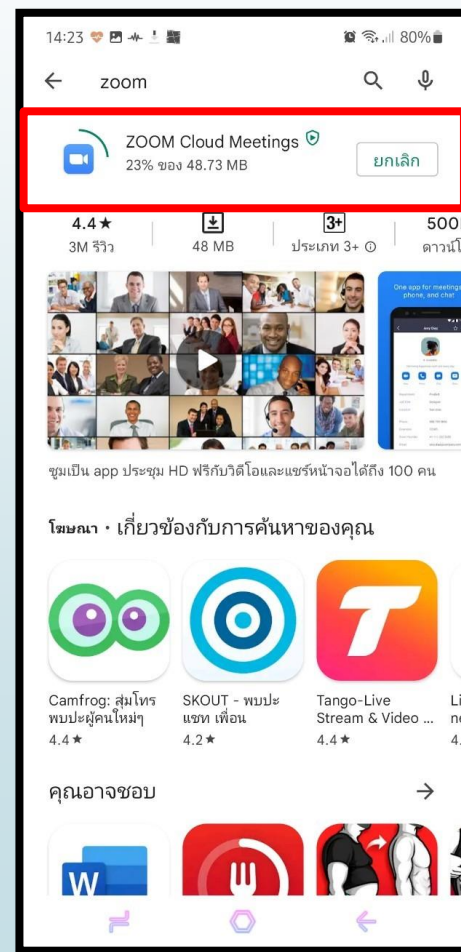 14:23
80%
zoom
ZOOM Cloud Meetings
23% ของ 48.73 MB
ยกเลิก
4.4★
3M รีวิว
48 MB
3+
ประเภท 3+
500
ดาวน์โ
One app for meetings,
phone, and chat
ซูมเป็น app ประชุม HD ฟรีกับวิดีโอและแชร์หน้าจอได้ถึง 100 คน
โฆษณา · เกี่ยวข้องกับการค้นหาของคุณ
Camfrog: สุ่มโทร
พบปะผู้คนใหม่ๆ
4.4★
SKOUT - พบปะ
แชท เพื่อน
4.2★
Tango-Live
Stream & Video ...
4.4★
Li
ne
4.
คุณอาจชอบ
W